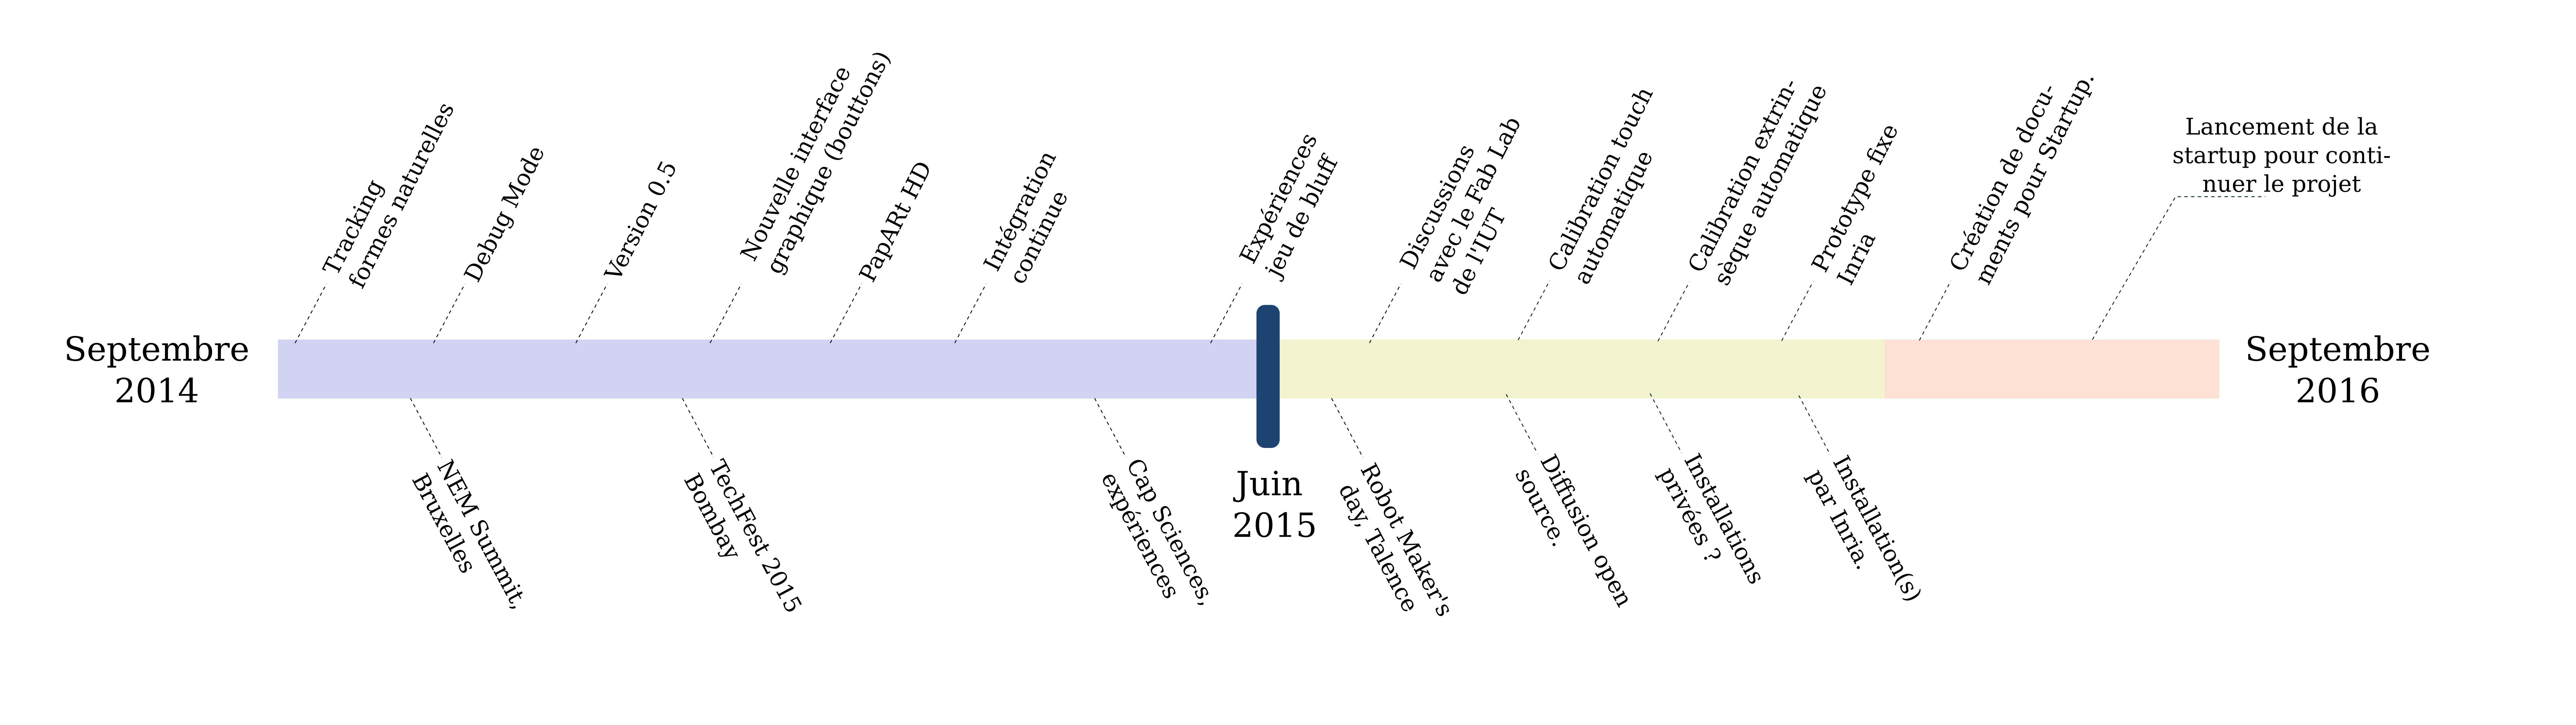 Tracking
formes naturelles
Debug Mode
Version 0.5
Nouvelle interface
graphique (bouttons)
PapARt HD
Intégration
continue
Expériences
jeu de bluff
Discussions
avec le Fab Lab
de l'IUT
Calibration touch
automatique
Calibration extrin-
sèque automatique
Prototype fixe
Inria
Création de docu-
ments pour Startup.
Lancement de la
startup pour conti-
nuer le projet
Septembre
2014
Septembre
2016
NEM Summit,
Bruxelles
TechFest 2015
Bombay
Cap Sciences,
expériences
Juin
2015
Robot Maker's
day, Talence
Diffusion open
source.
Installations
privées ?
Installation(s)
par Inria.